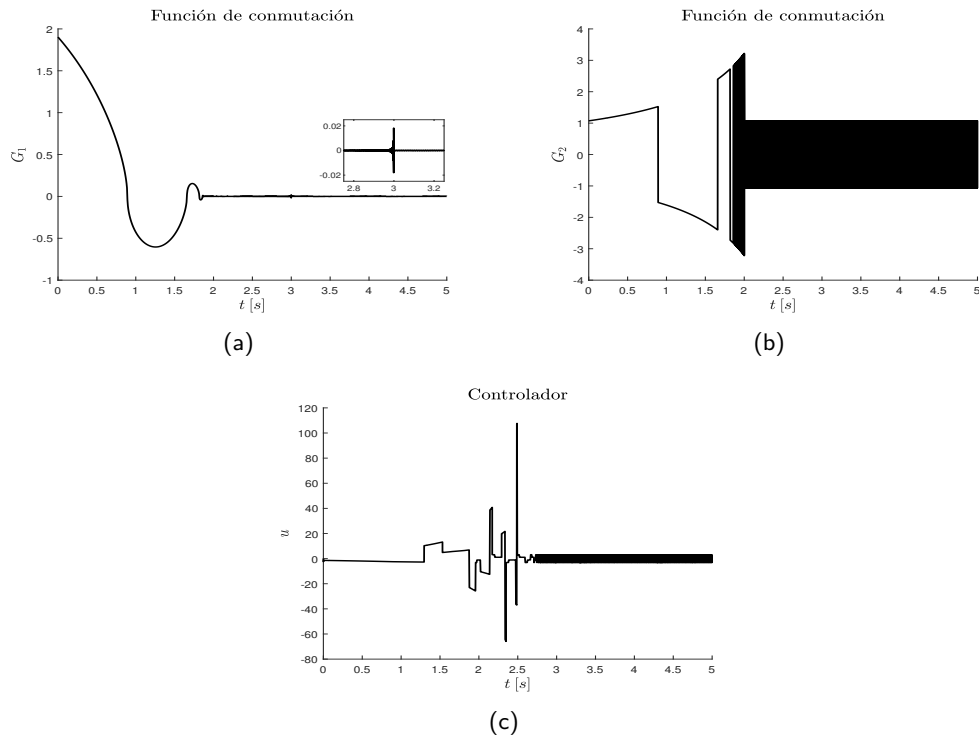 Función de conmutación
2
1.5
1
0.5
0
-0.5
-1
G1
0 0.5 1 1.5 2 2.5 3 3.5 4 4.5 5
t [s]
0.02
0
-0.02
2.8 3 3.2
(a)
Función de conmutación
4
3
2
1
0
-1
-2
-3
-4
G2
0 0.5 1 1.5 2 2.5 3 3.5 4 4.5 5
t [s]
(b)
Controlador
120
100
80
60
40
20
0
-20
-40
-60
-80
u
0 0.5 1 1.5 2 2.5 3 3.5 4 4.5 5
t [s]
(c)